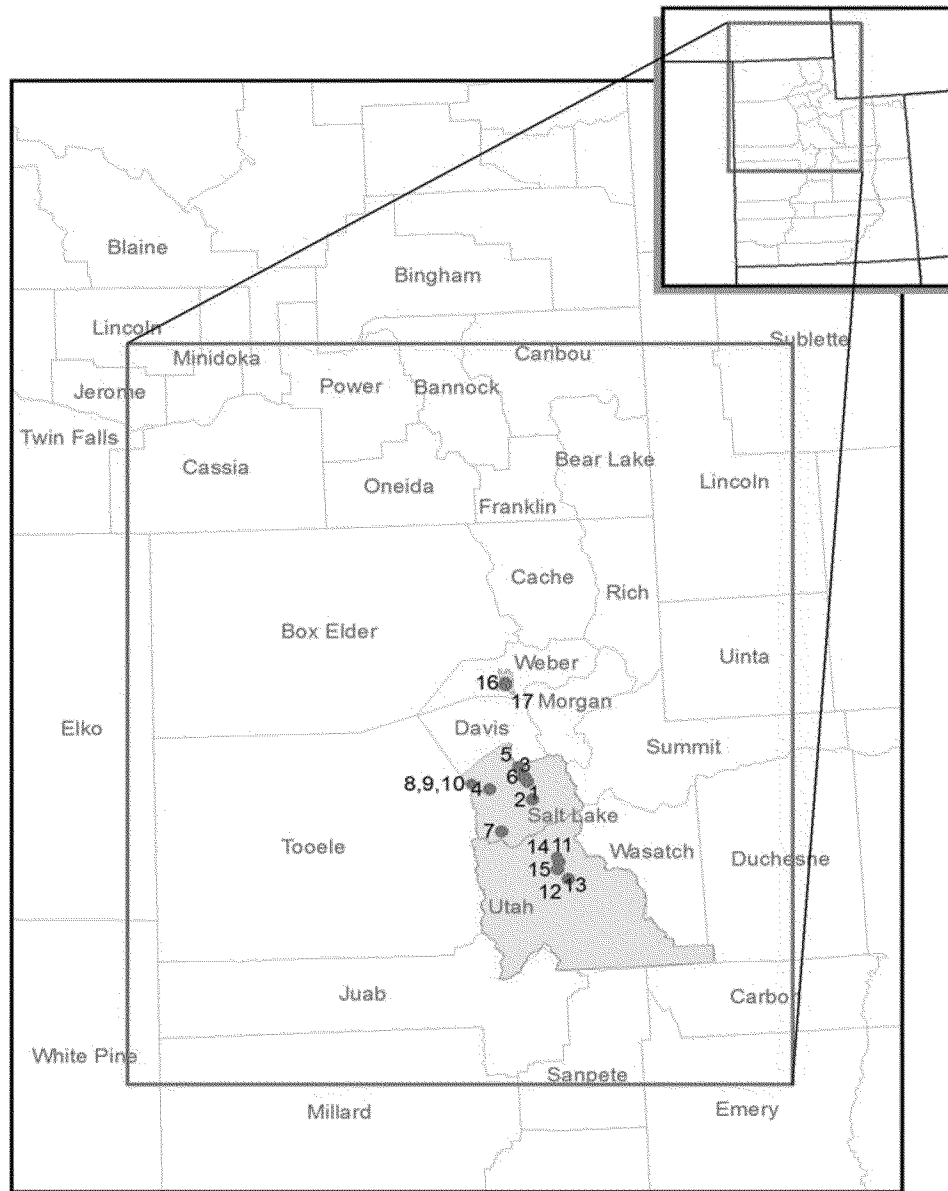 Blaine
Bingham
Lincoln
Sublette
Minidoka
Caribou
Jerome
Power
Bannock
Twin Falls
Cassia
Bear Lake
Oneida
Lincoln
Franklin
Cache
Rich
Box Elder
Weber
Uinta
16
17
Morgan
Elko
Davis
Summit
5
3
8,9,10
4
6
1
2
Salt Lake
7
Tooele
14
11
Wasatch
Duchesne
15
12
13
Utah
Juab
Carbon
White Pine
Sanpete
Millard
Emery